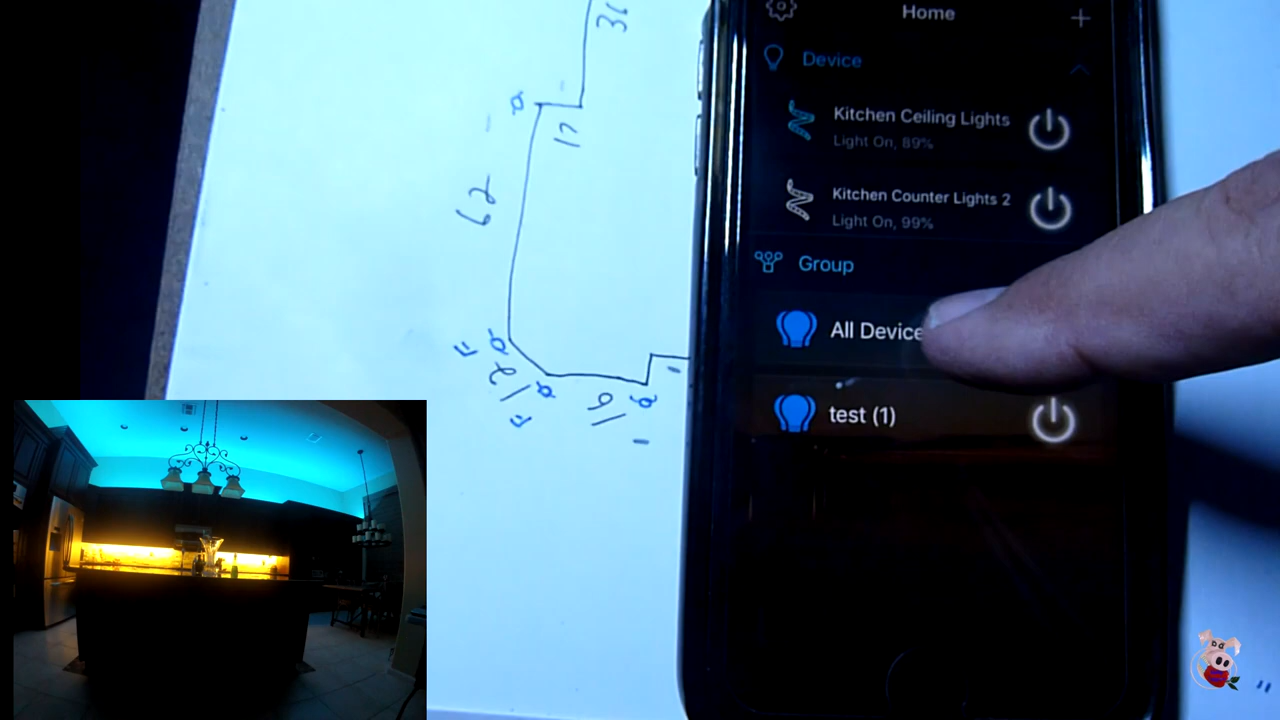 Home
Device
Kitchen Ceiling Lights
Light On, 89%
Kitchen Counter Lights 2
Light On, 99%
Group
All Device
test (1)
17
62